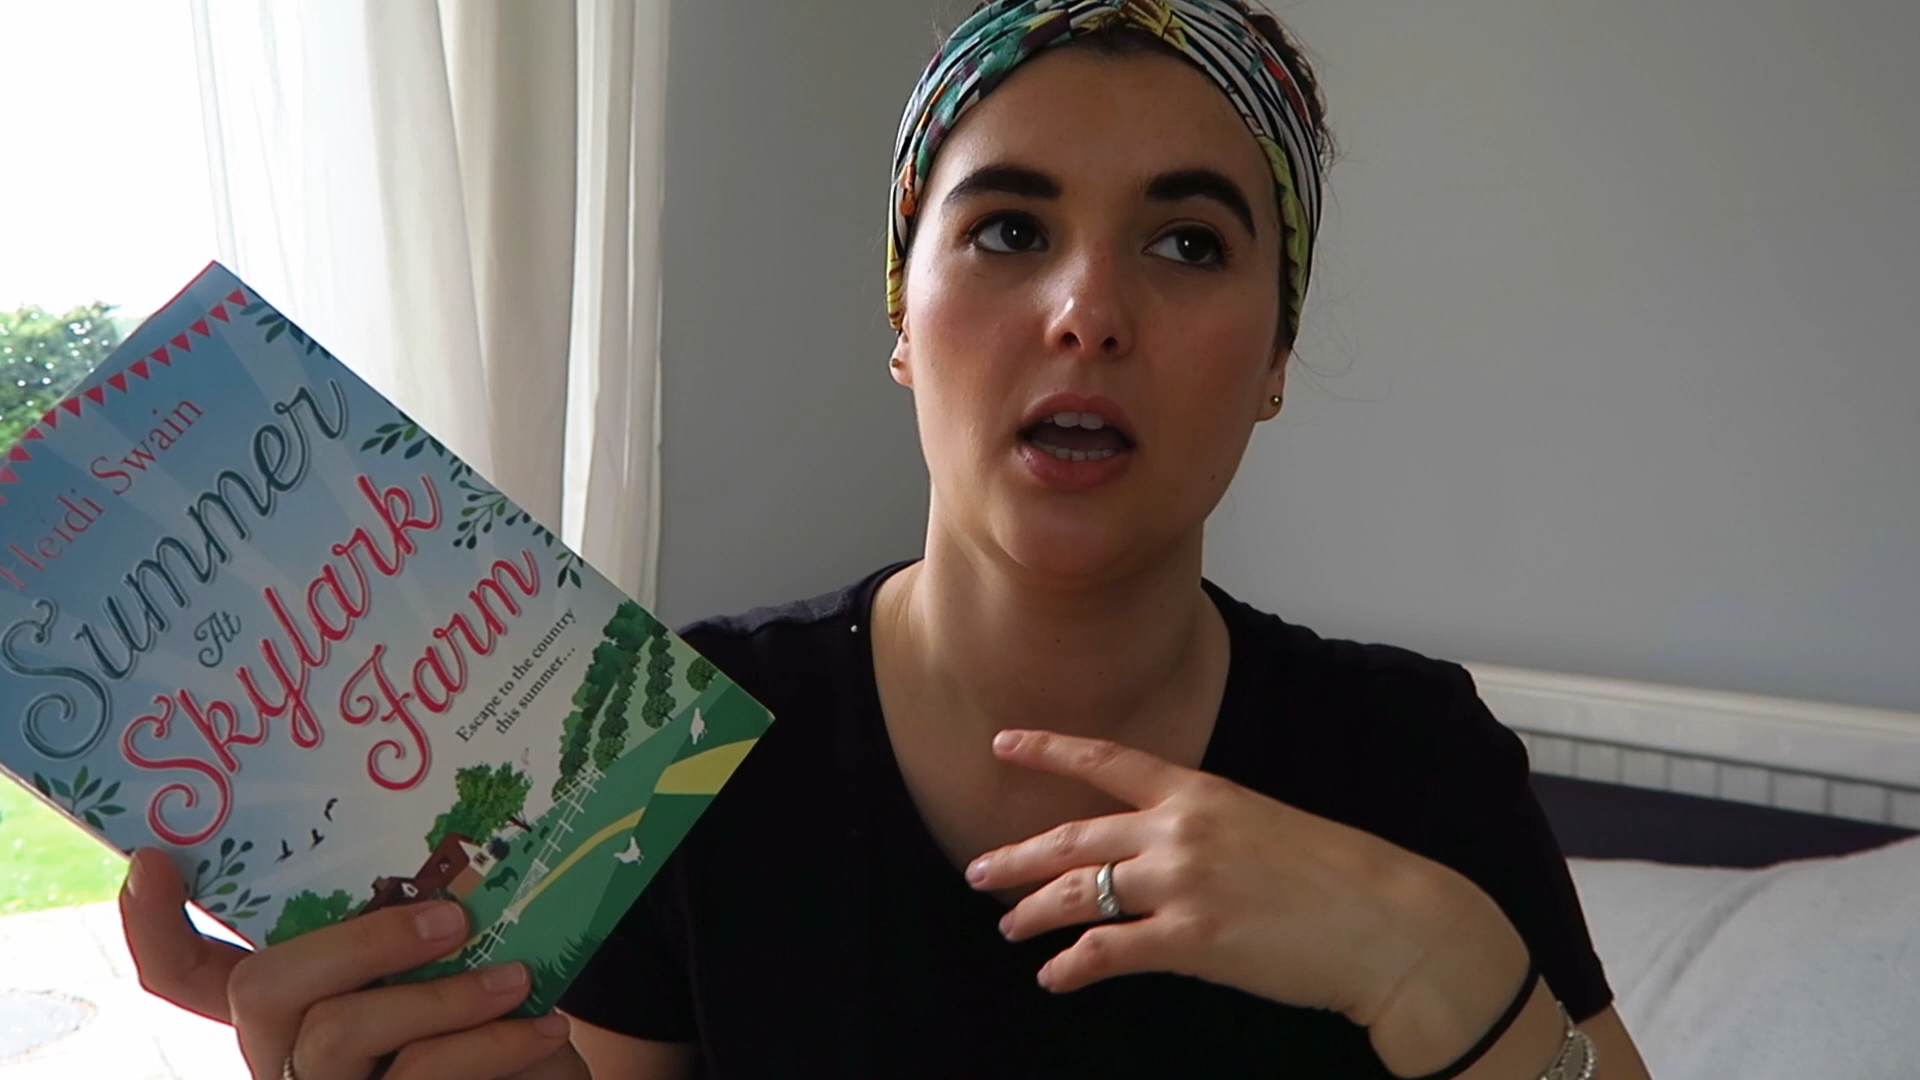 Heidi Swain
Summer
At
Skylark
Farm
Escape to the country
this summer...